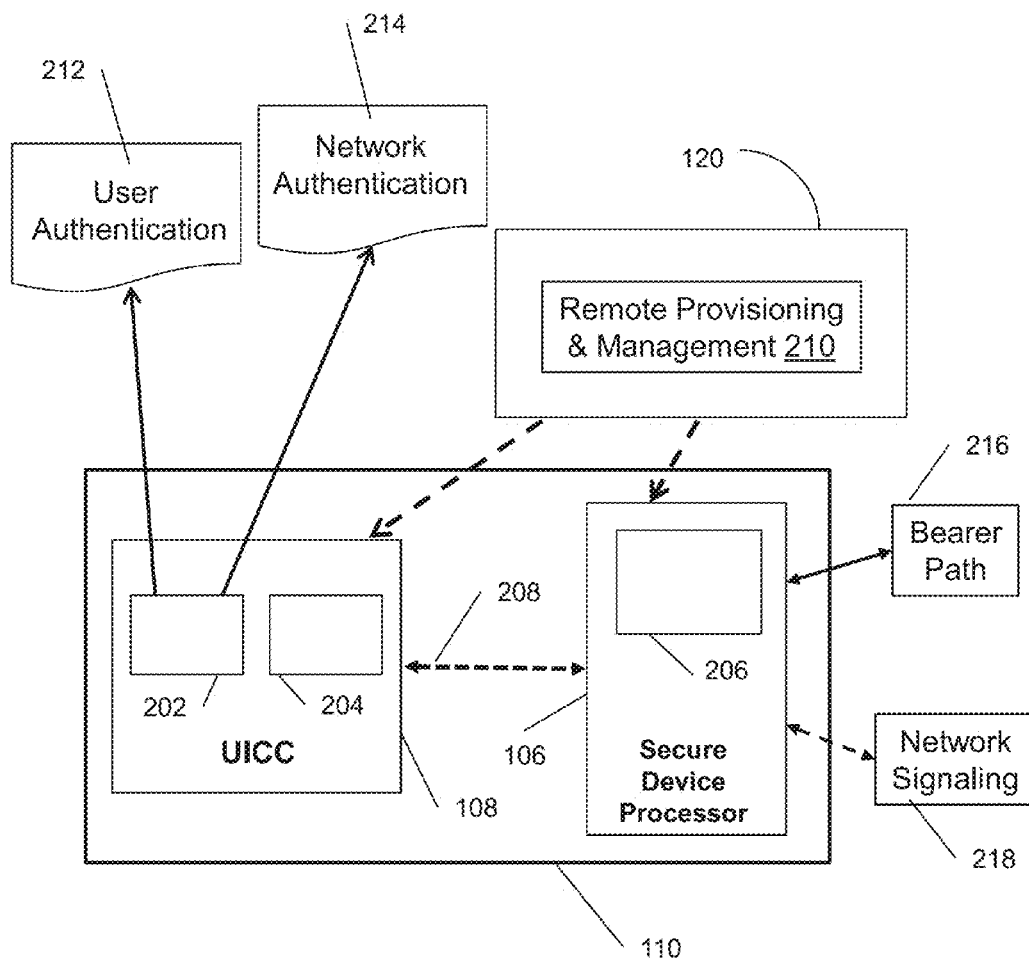 214
212
Network
Authentication
120
User
Authentication
Remote Provisioning
& Management 210
216
Bearer
Path
208
202
204
206
UICC
106
Secure
Device
Processor
Network
Signaling
108
218
110